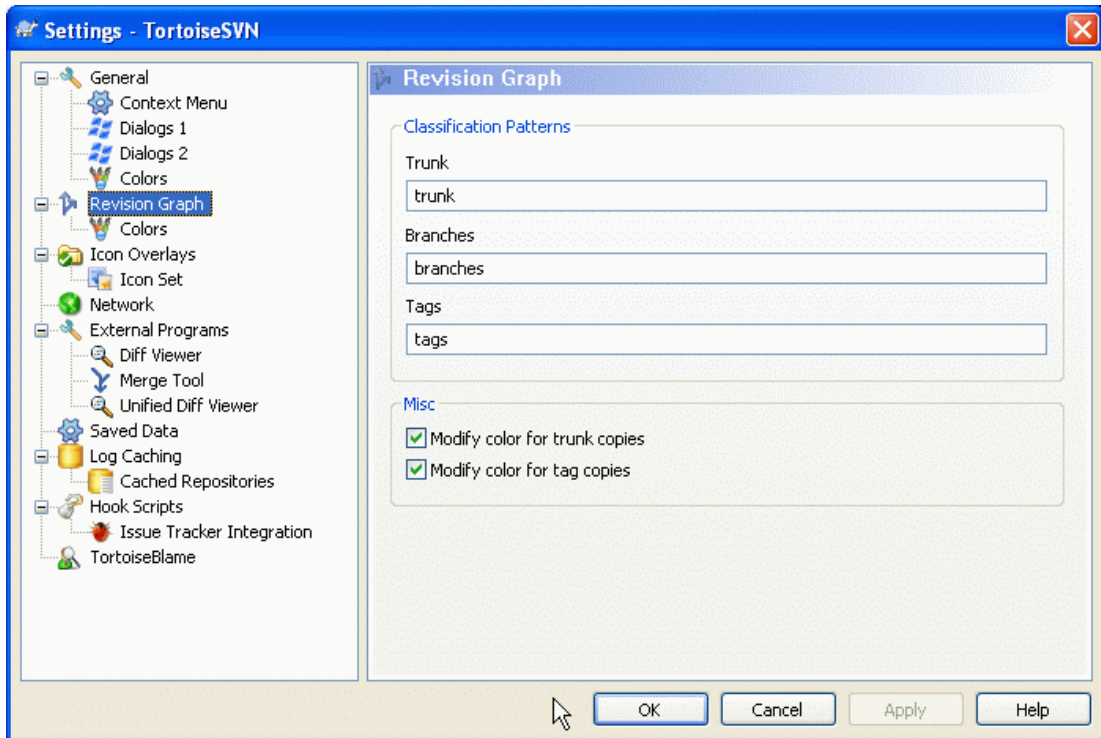 Settings - TortoiseSVN
General
Context Menu
Dialogs 1
Dialogs 2
Colors
Revision Graph
Colors
Icon Overlays
Icon Set
Network
External Programs
Diff Viewer
Merge Tool
Unified Diff Viewer
Saved Data
Log Caching
Cached Repositories
Hook Scripts
Issue Tracker Integration
TortoiseBlame
Revision Graph
Classification Patterns
Trunk
trunk
Branches
branches
Tags
tags
Misc
Modify color for trunk copies
Modify color for tag copies
OK Cancel Apply Help